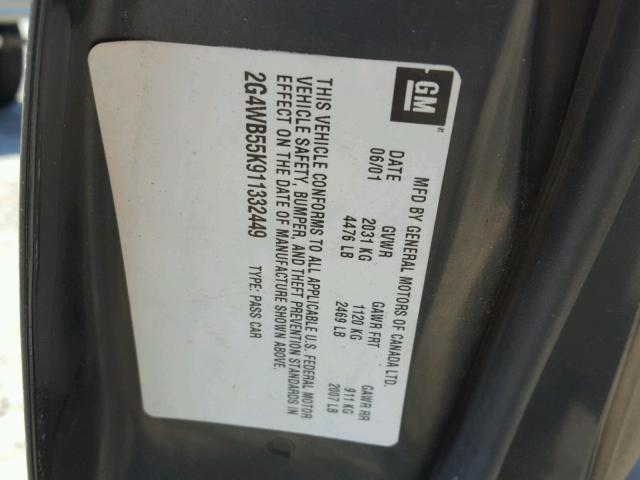 GM
MFD BY GENERAL MOTORS OF CANADA LTD.
DATE GVWR GAWR FRT GAWR RR
06/01 2031 KG 1120 KG 911 KG
4476 LB 2469 LB 2007 LB
THIS VEHICLE CONFORMS TO ALL APPLICABLE U.S. FEDERAL MOTOR
VEHICLE SAFETY, BUMPER, AND THEFT PREVENTION STANDARDS IN
EFFECT ON THE DATE OF MANUFACTURE SHOWN ABOVE.
2G4WB55K911332449 TYPE: PASS CAR